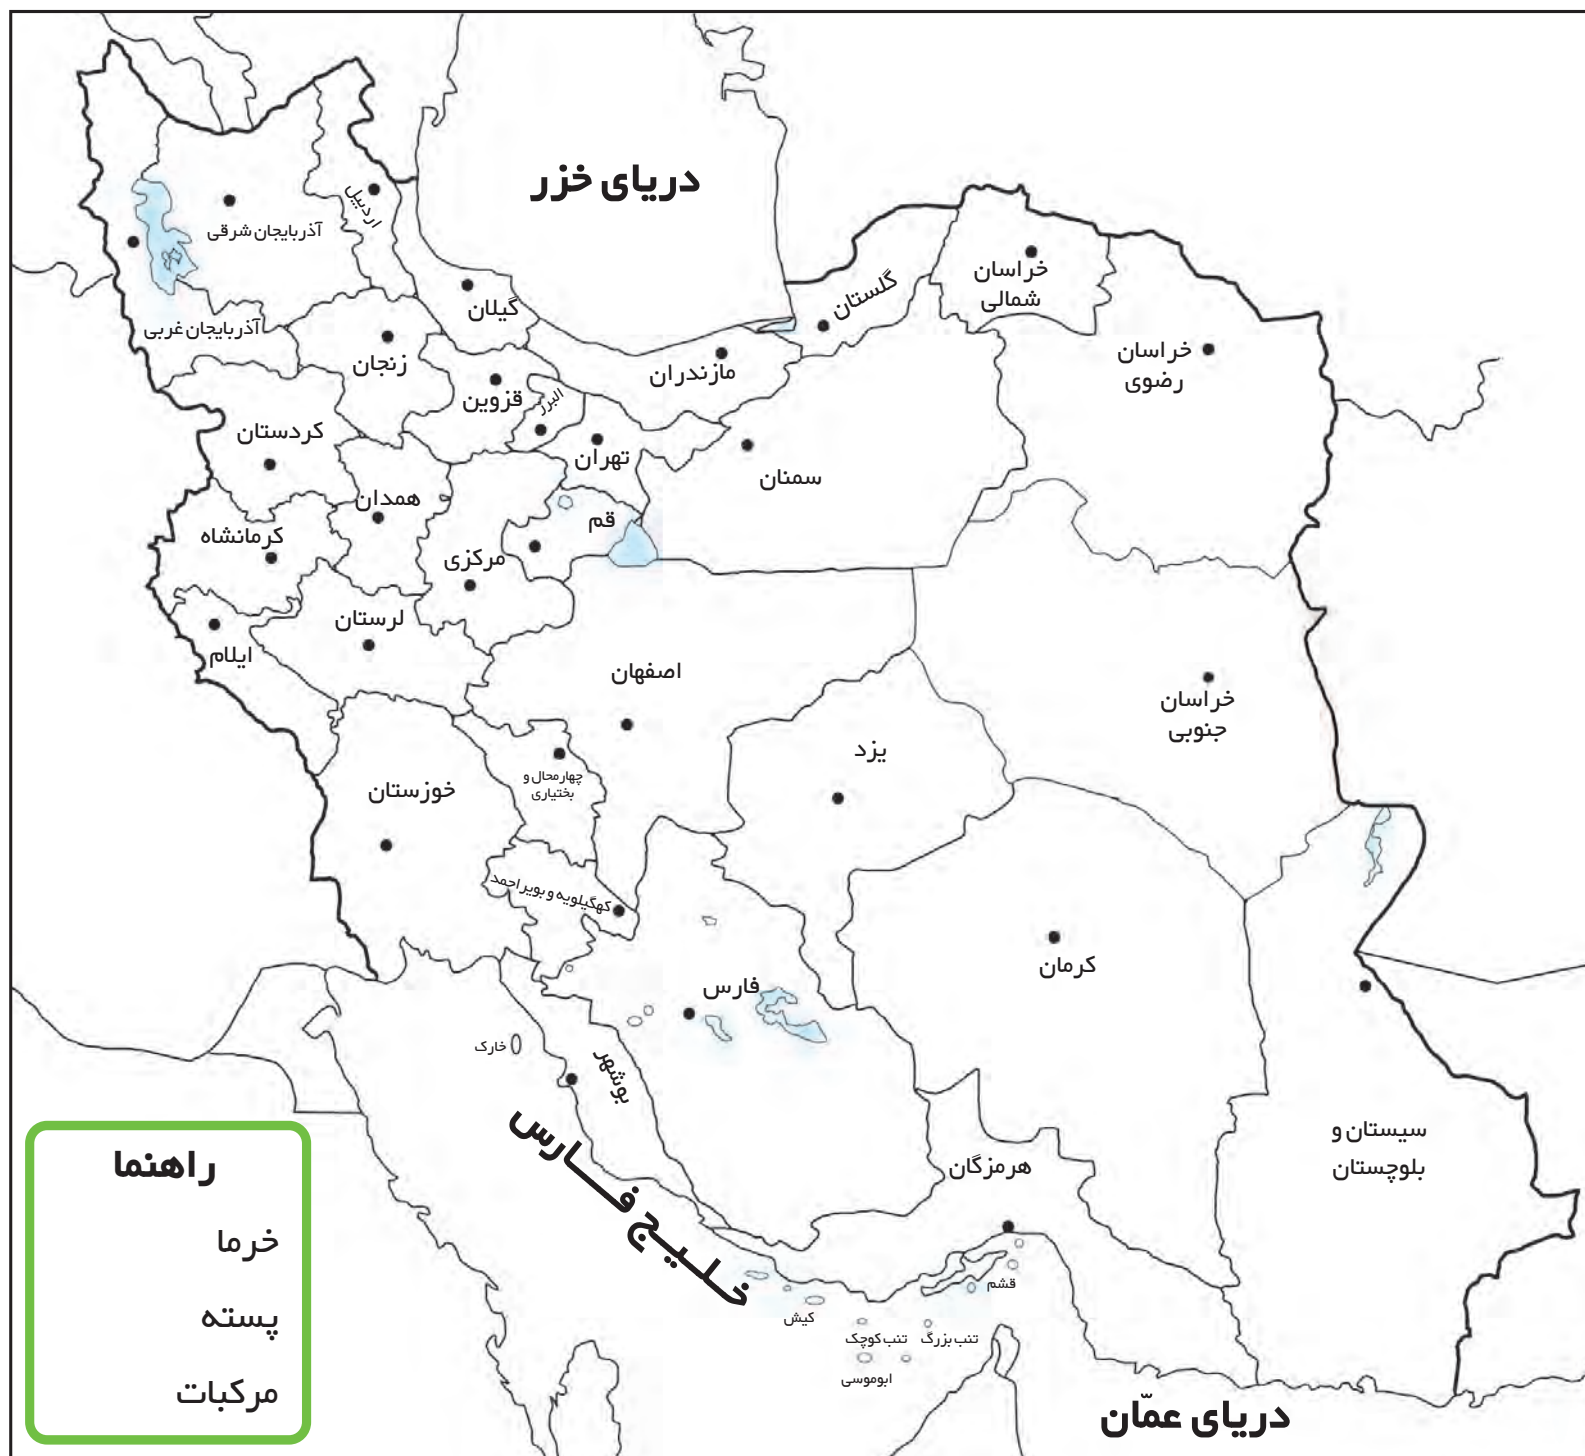 دریای خزر
اردبیل
آذربایجان شرقی
آذربایجان غربی
گیلان
گلستان
خراسان
شمالی
خراسان
رضوی
زنجان
قزوین
البرز
مازندران
تهران
سمنان
کردستان
همدان
کرمانشاه
مرکزی
قم
لرستان
ایلام
اصفهان
خراسان
جنوبی
یزد
چهارمحال و
بختیاری
خوزستان
کهگیلویه و بویراحمد
فارس
کرمان
خارک
بوشهر
خلیج فارس
هرمزگان
سیستان و
بلوچستان
قشم
کیش
تنب بزرگ
تنب کوچک
ابوموسی
دریای عمّان
راهنما
خرما
پسته
مرکبات